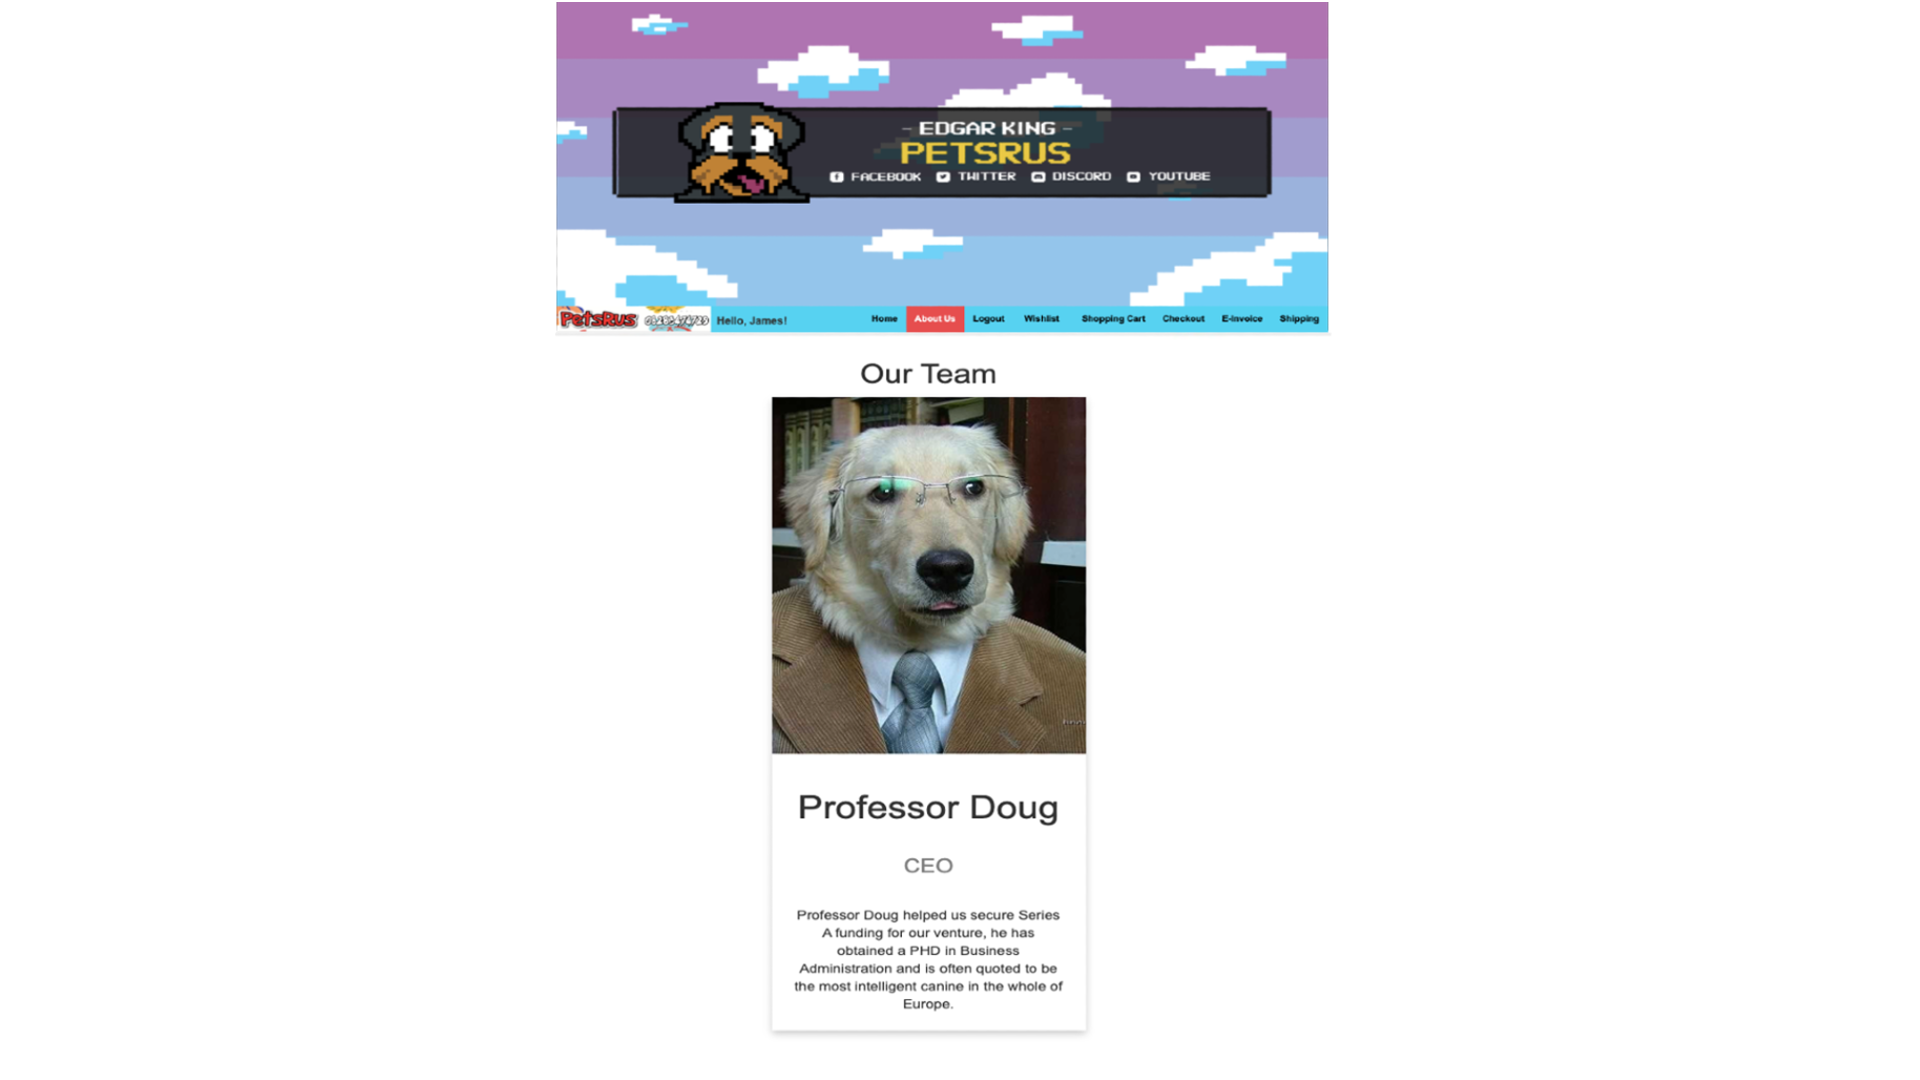 - EDGAR KING -
PETSRUS
FACEBOOK TWITTER DISCORD YOUTUBE
PetsRus Hello, James! Home About Us Logout Wishlist Shopping Cart Checkout E-Invoice Shipping
Our Team
Professor Doug
CEO
Professor Doug helped us secure Series
A funding for our venture, he has
obtained a PHD in Business
Administration and is often quoted to be
the most intelligent canine in the whole of
Europe.